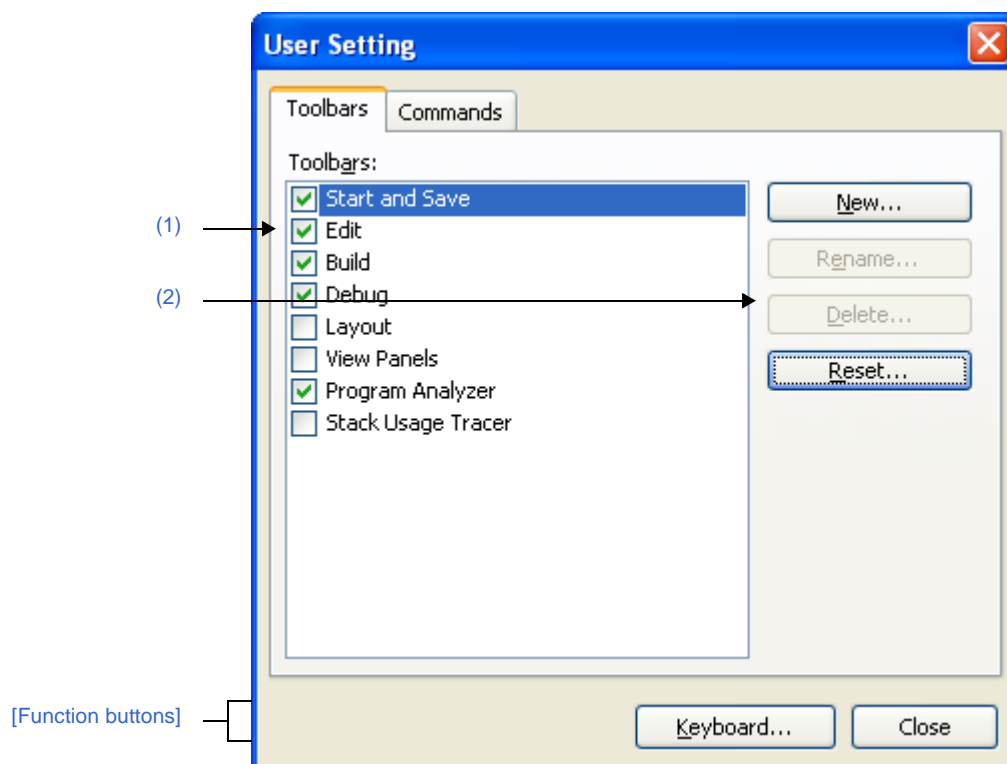 User Setting
Toolbars
Commands
Toolbars:
Start and Save
Edit
Build
Debug
Layout
View Panels
Program Analyzer
Stack Usage Tracer
New...
Rename...
Delete...
Reset...
(1)
(2)
[Function buttons]
Keyboard...
Close